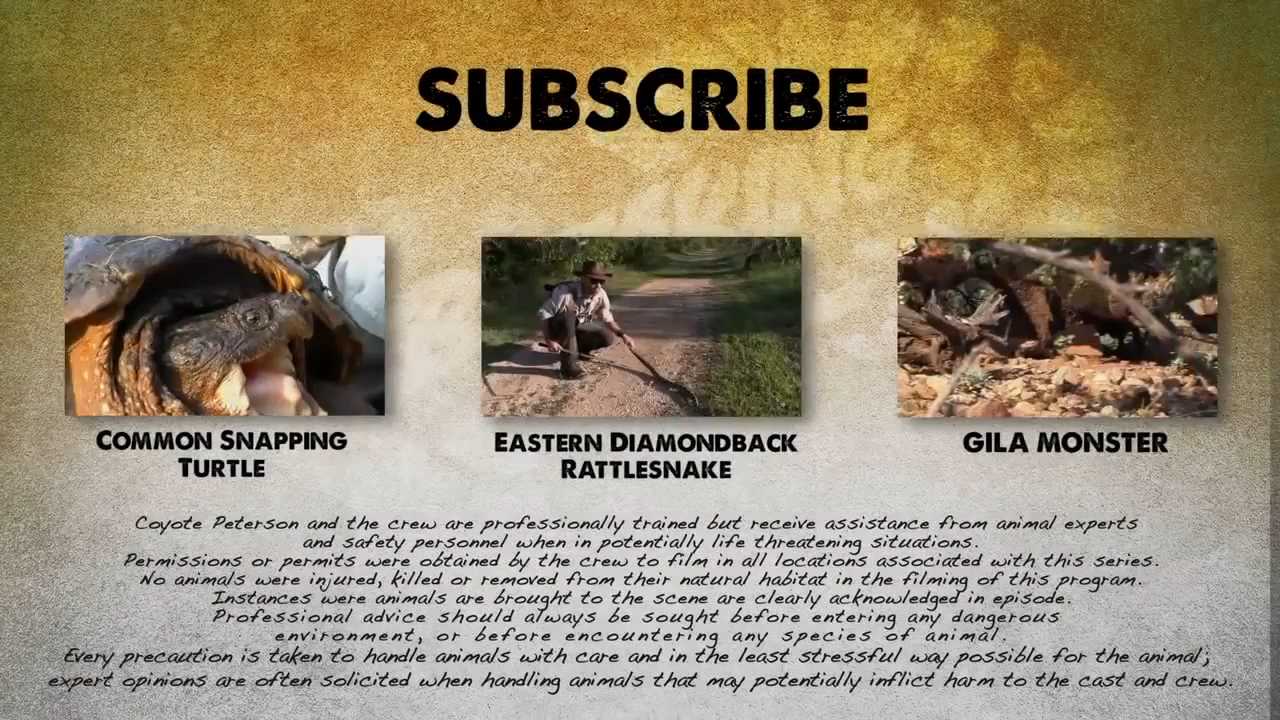 SUBSCRIBE
COMMON SNAPPING
TURTLE
EASTERN DIAMONDBACK
RATTLESNAKE
GILA MONSTER
Coyote Peterson and the crew are professionally trained but receive assistance from animal experts
and safety personnel when in potentially life threatening situations.
Permissions or permits were obtained by the crew to film in all locations associated with this series.
No animals were injured, killed or removed from their natural habitat in the filming of this program.
Instances were animals are brought to the scene are clearly acknowledged in episode.
Professional advice should always be sought before entering any dangerous
environment, or before encountering any species of animal.
Every precaution is taken to handle animals with care and in the least stressful way possible for the animal;
expert opinions are often solicited when handling animals that may potentially inflict harm to the cast and crew.